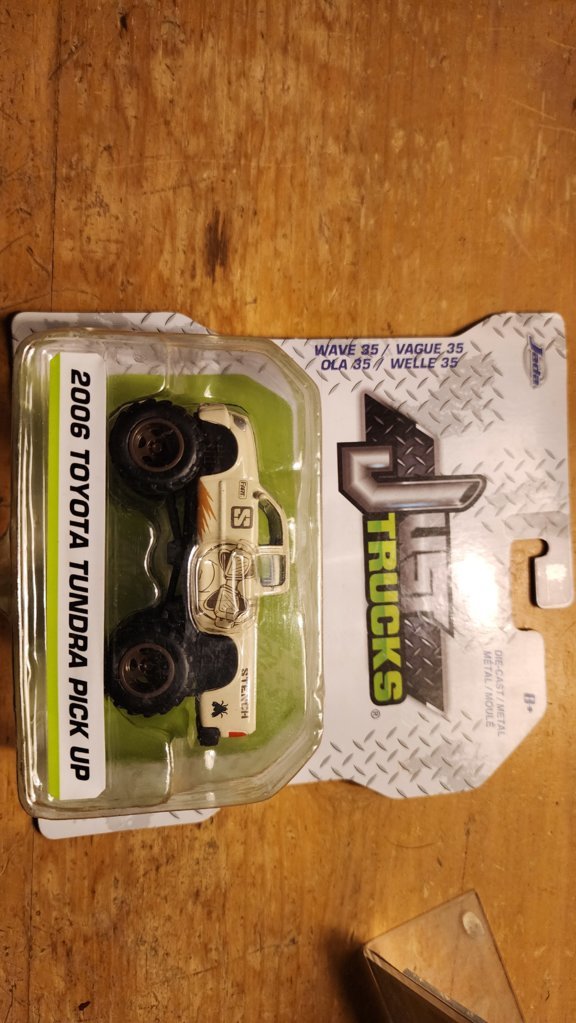 Jada
8+
DIE-CAST / METAL
MÉTAL / MOULÉ
JUST
TRUCKS®
WAVE 35 / VAGUE 35
OLA 35 / WELLE 35
S
STENCH
2006 TOYOTA TUNDRA PICK UP